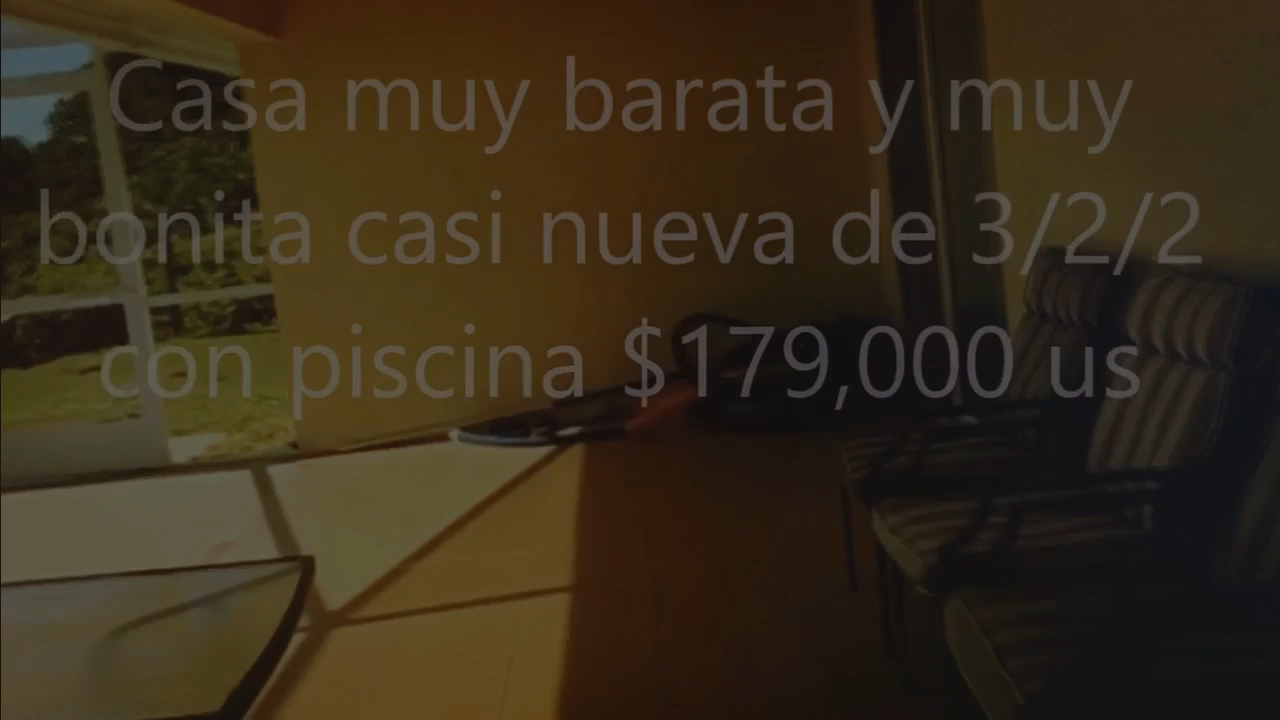 Casa muy barata y muy
bonita casi nueva de 3/2/2
con piscina $179,000 us